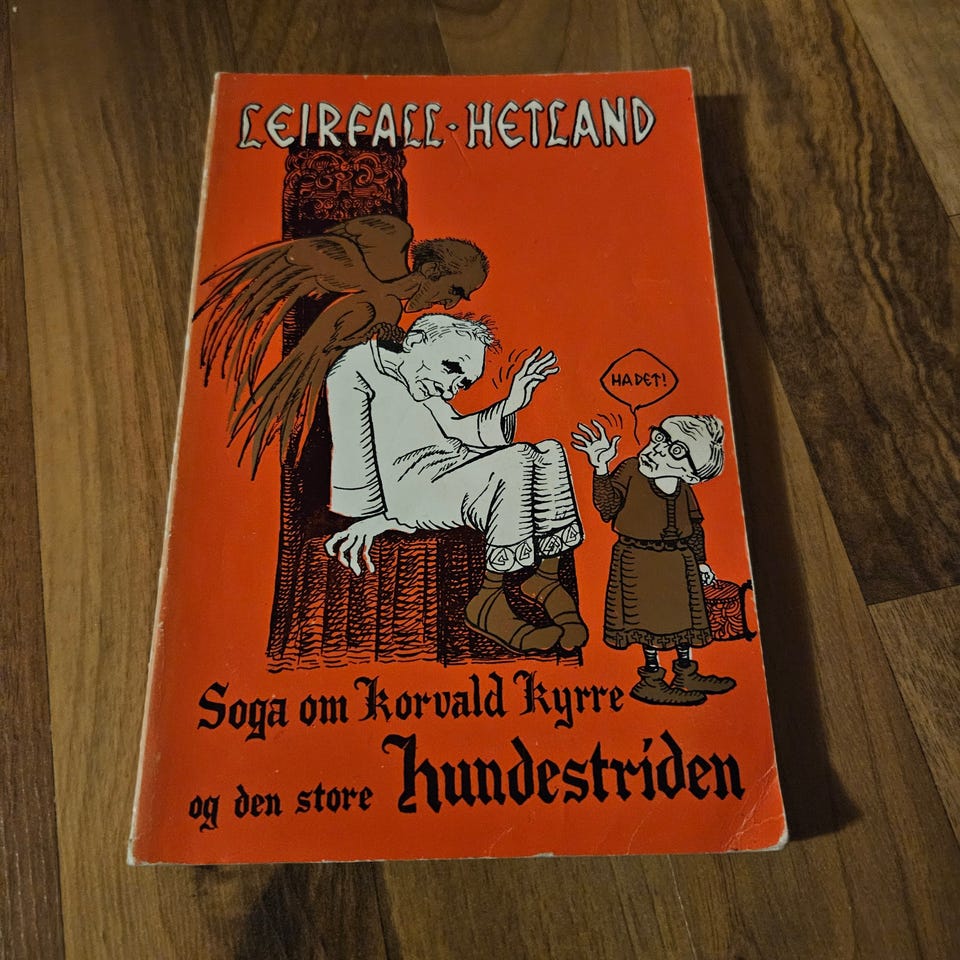 LEIRFALL · HETLAND
HA DET!
Soga om Korvald Kyrre
og den store hundestriden